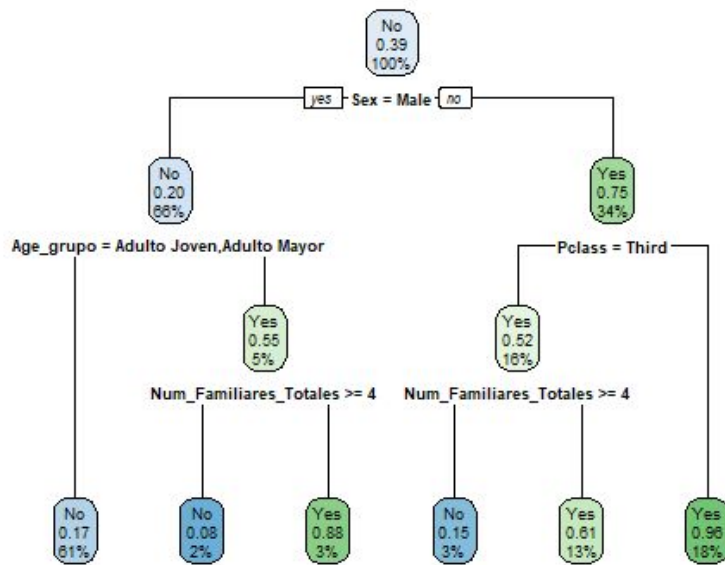 No
0.39
100%
yes Sex = Male no
No
0.20
66%
Yes
0.75
34%
Age_grupo = Adulto Joven,Adulto Mayor
Pclass = Third
Yes
0.55
5%
Yes
0.52
16%
Num_Familiares_Totales >= 4
Num_Familiares_Totales >= 4
No
0.17
61%
No
0.08
2%
Yes
0.88
3%
No
0.15
3%
Yes
0.61
13%
Yes
0.96
18%